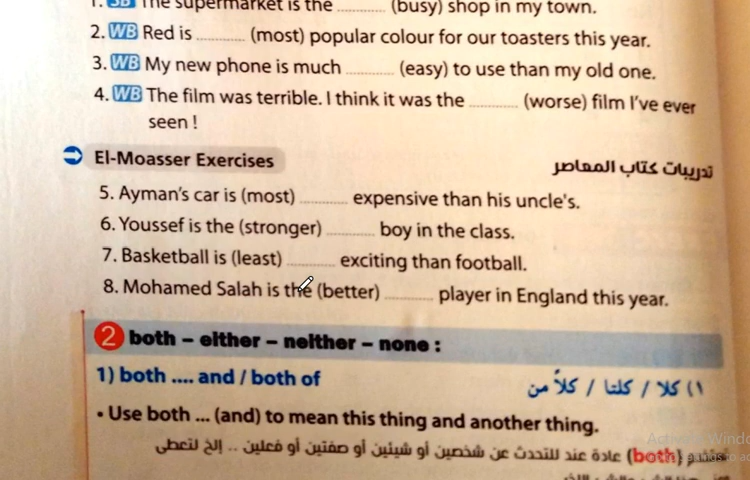 1. SB The supermarket is the ............ (busy) shop in my town.
2. WB Red is ............ (most) popular colour for our toasters this year.
3. WB My new phone is much ............ (easy) to use than my old one.
4. WB The film was terrible. I think it was the ............ (worse) film I've ever
seen !
El-Moasser Exercises تدريبات كتاب المعاصر
5. Ayman's car is (most) ............ expensive than his uncle's.
6. Youssef is the (stronger) ............ boy in the class.
7. Basketball is (least) ............ exciting than football.
8. Mohamed Salah is the (better) ............ player in England this year.
2 both – either – neither – none :
1) both .... and / both of ١) كلا / كلتا / كلاً من
• Use both ... (and) to mean this thing and another thing.
(both) عادة عند للتحدث عن شخصين أو شيئين أو صفتين أو فعلين .. إلخ لتعطى